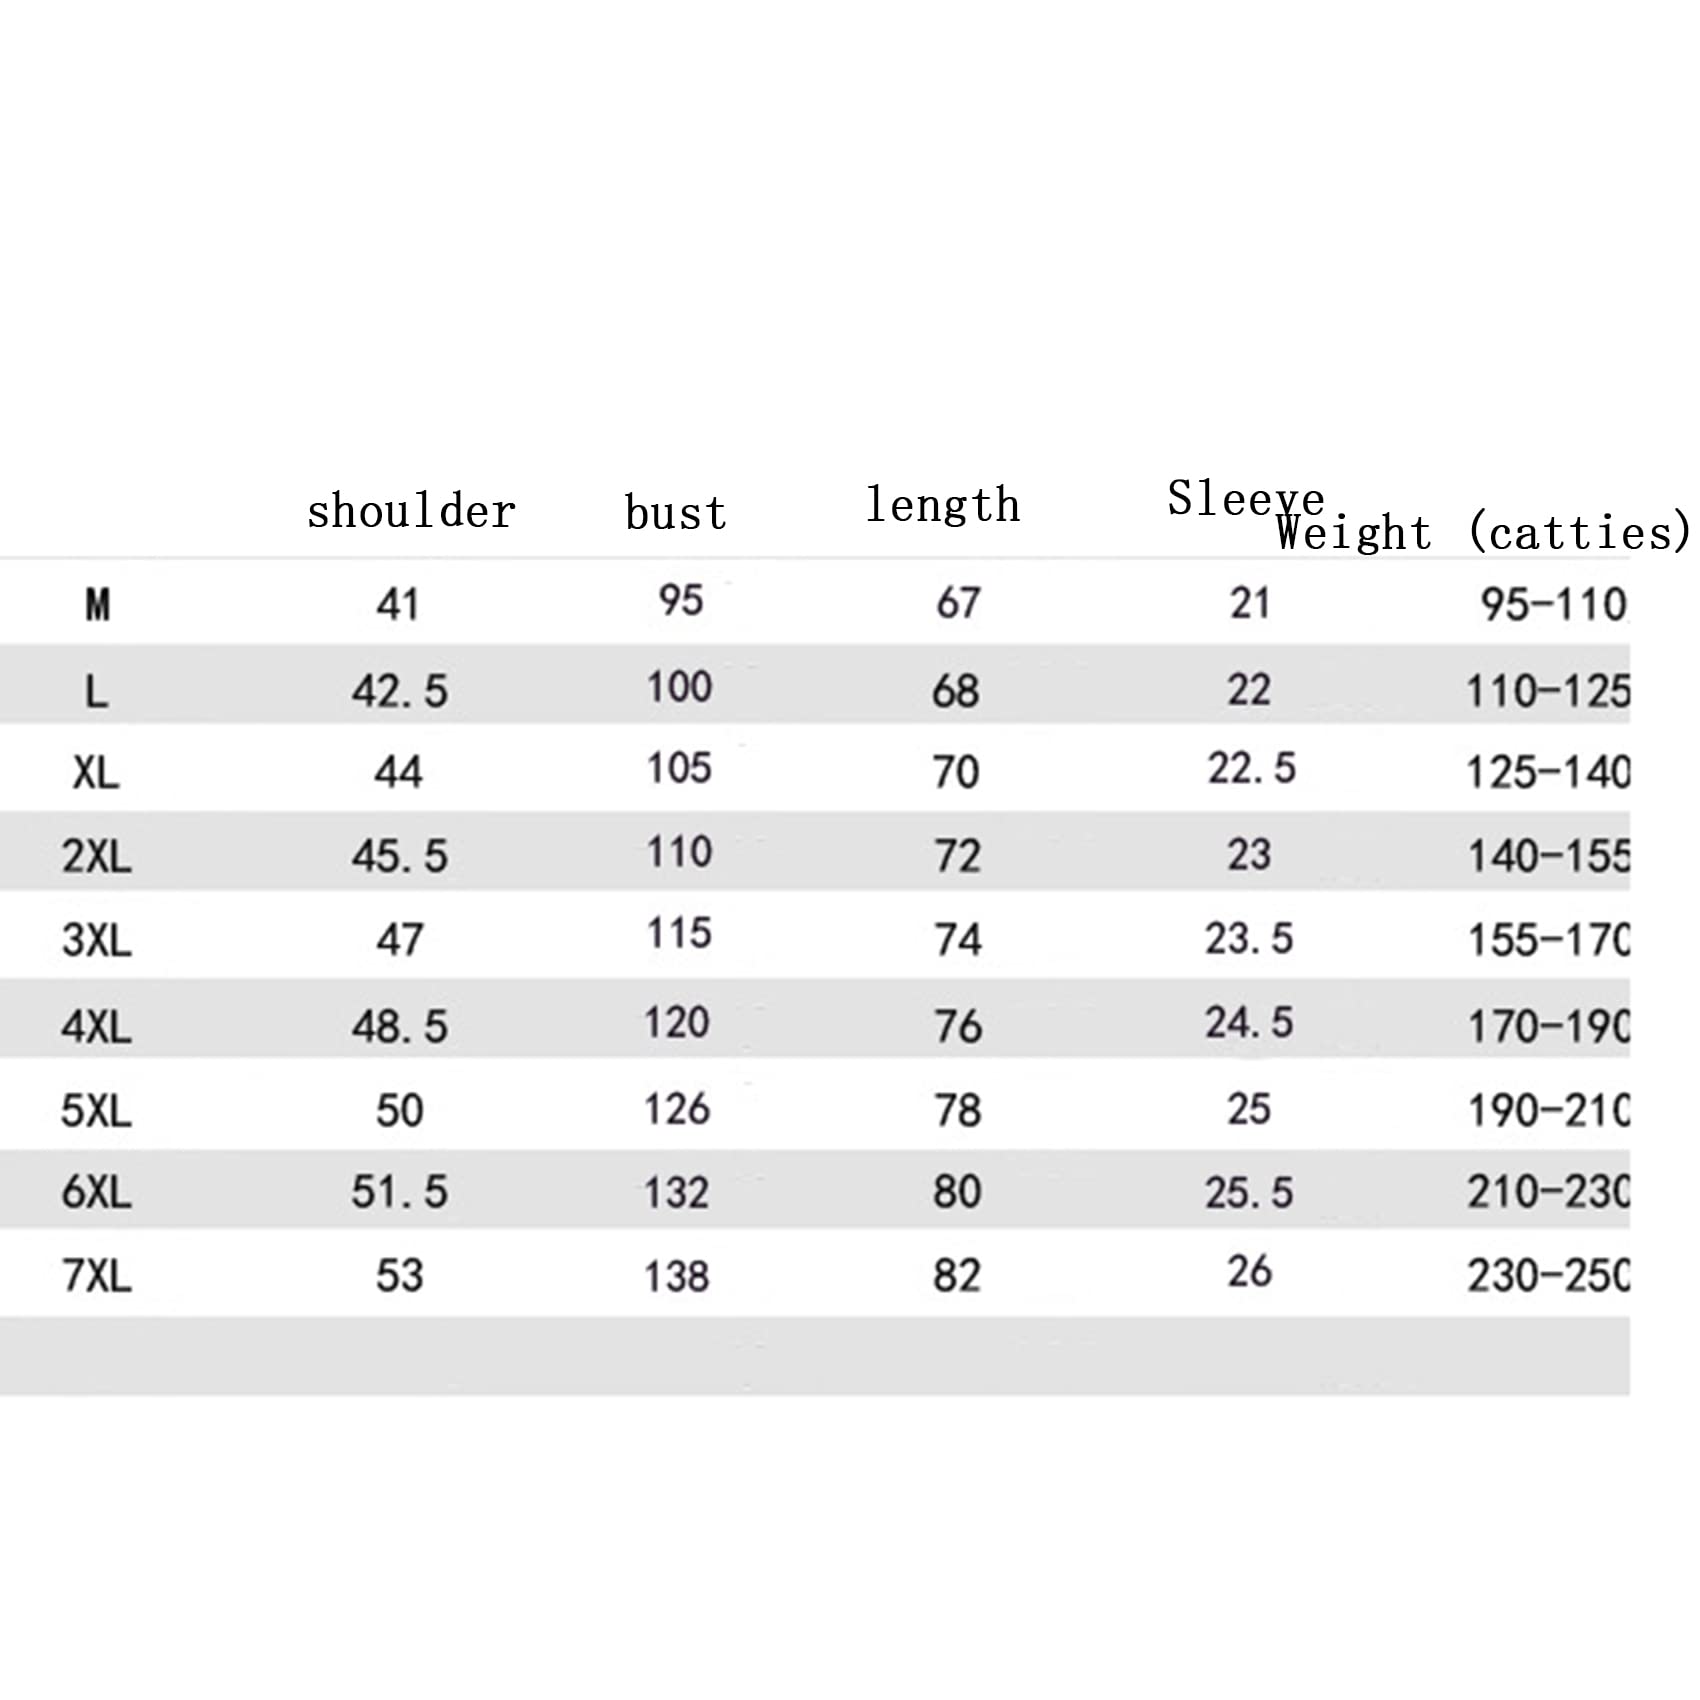 shoulder bust length Sleeve Weight (catties)
M 41 95 67 21 95-110
L 42.5 100 68 22 110-125
XL 44 105 70 22.5 125-140
2XL 45.5 110 72 23 140-155
3XL 47 115 74 23.5 155-170
4XL 48.5 120 76 24.5 170-190
5XL 50 126 78 25 190-210
6XL 51.5 132 80 25.5 210-230
7XL 53 138 82 26 230-250